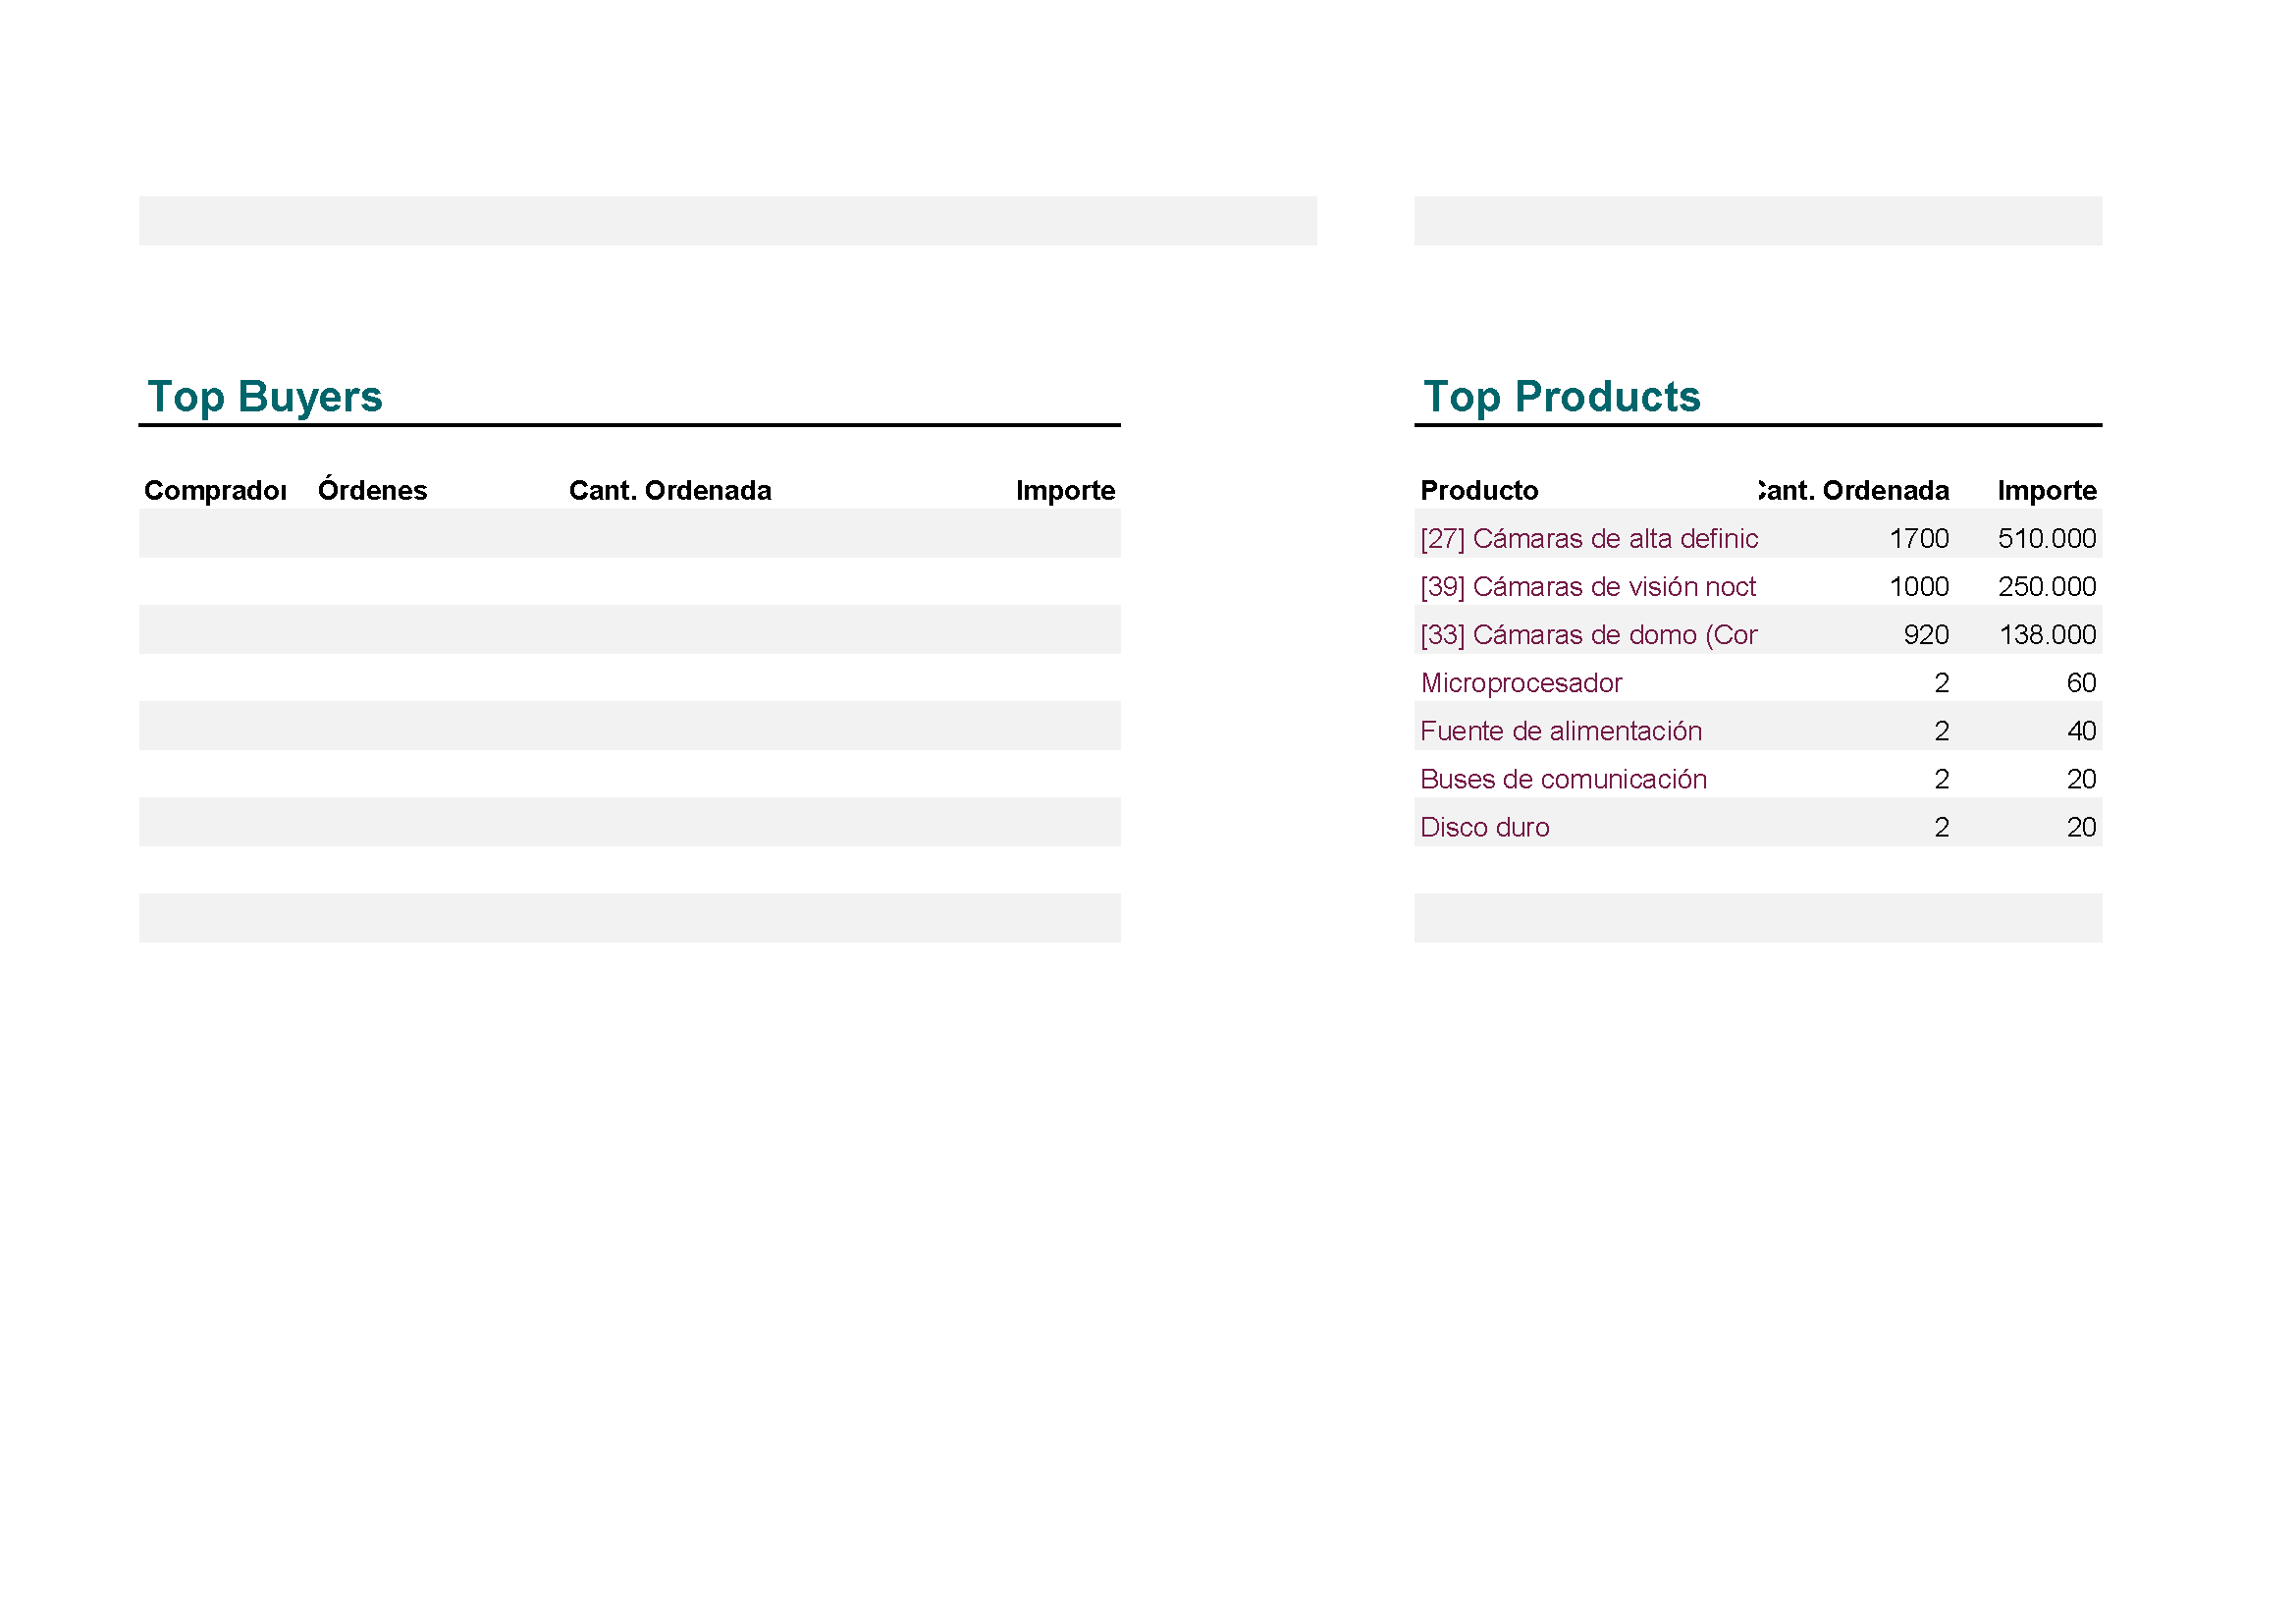 Top Buyers
Comprador Órdenes Cant. Ordenada Importe
Top Products
Producto Cant. Ordenada Importe
[27] Cámaras de alta definic 1700 510.000
[39] Cámaras de visión noct 1000 250.000
[33] Cámaras de domo (Cor 920 138.000
Microprocesador 2 60
Fuente de alimentación 2 40
Buses de comunicación 2 20
Disco duro 2 20